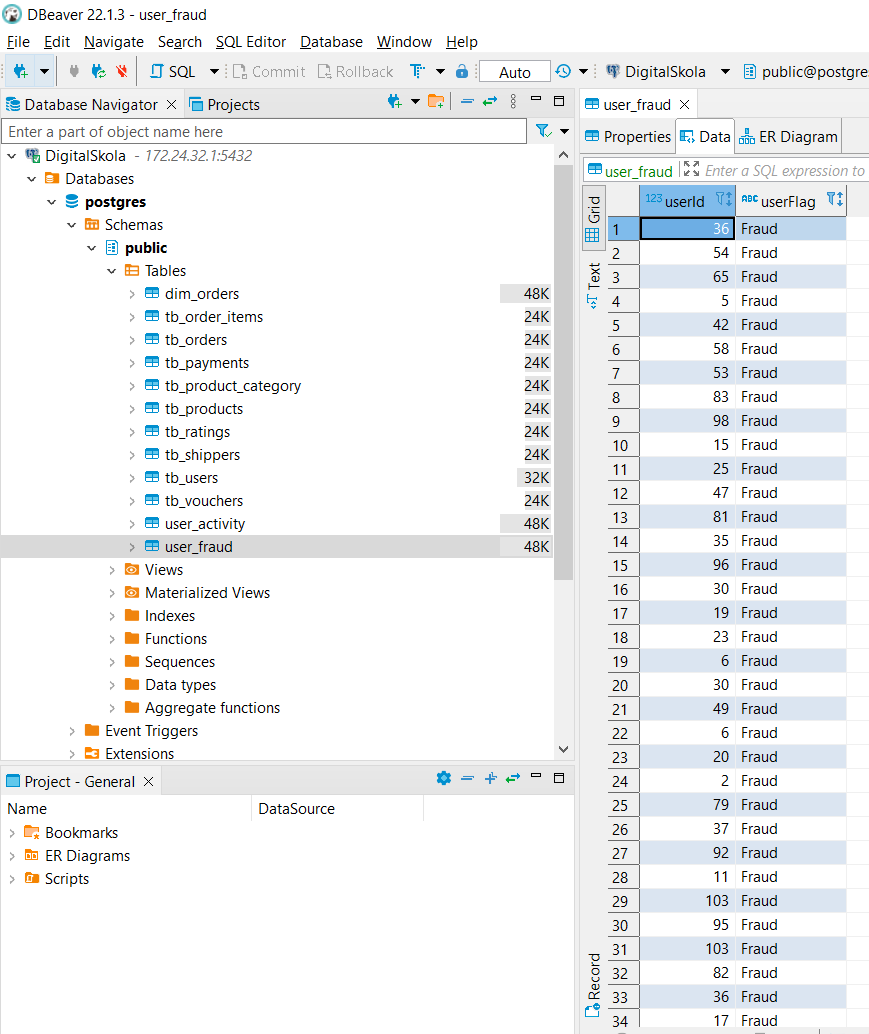 DBeaver 22.1.3 - user_fraud
File Edit Navigate Search SQL Editor Database Window Help
SQL Commit Rollback Auto DigitalSkola public@postgre
Database Navigator Projects
Enter a part of object name here
DigitalSkola - 172.24.32.1:5432
Databases
postgres
Schemas
public
Tables
dim_orders 48K
tb_order_items 24K
tb_orders 24K
tb_payments 24K
tb_product_category 24K
tb_products 24K
tb_ratings 24K
tb_shippers 24K
tb_users 32K
tb_vouchers 24K
user_activity 48K
user_fraud 48K
Views
Materialized Views
Indexes
Functions
Sequences
Data types
Aggregate functions
Event Triggers
Extensions
Project - General
Name DataSource
Bookmarks
ER Diagrams
Scripts
user_fraud
Properties Data ER Diagram
user_fraud Enter a SQL expression to
Grid
Text
Record
123 userId ABC userFlag
1 36 Fraud
2 54 Fraud
3 65 Fraud
4 5 Fraud
5 42 Fraud
6 58 Fraud
7 53 Fraud
8 83 Fraud
9 98 Fraud
10 15 Fraud
11 25 Fraud
12 47 Fraud
13 81 Fraud
14 35 Fraud
15 96 Fraud
16 30 Fraud
17 19 Fraud
18 23 Fraud
19 6 Fraud
20 30 Fraud
21 49 Fraud
22 6 Fraud
23 20 Fraud
24 2 Fraud
25 79 Fraud
26 37 Fraud
27 92 Fraud
28 11 Fraud
29 103 Fraud
30 95 Fraud
31 103 Fraud
32 82 Fraud
33 36 Fraud
34 17 Fraud